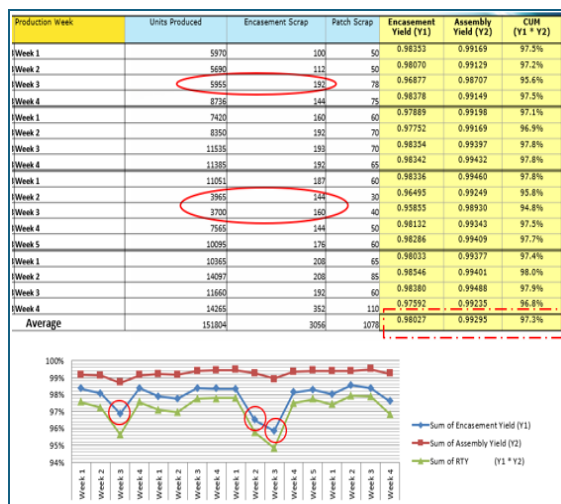 Production Week Units Produced Encasement Scrap Patch Scrap Encasement Yield (Y1) Assembly Yield (Y2) CUM (Y1 * Y2)
Week 1 5970 100 50 0.98353 0.99169 97.5%
Week 2 5690 112 50 0.98070 0.99129 97.2%
Week 3 5955 192 78 0.96877 0.98707 95.6%
Week 4 8736 144 75 0.98378 0.99149 97.5%
Week 1 7420 160 60 0.97889 0.99198 97.1%
Week 2 8350 192 70 0.97752 0.99169 96.9%
Week 3 11535 193 70 0.98354 0.99397 97.8%
Week 4 11385 192 65 0.98342 0.99432 97.8%
Week 1 11051 187 60 0.98336 0.99460 97.8%
Week 2 3965 144 30 0.96495 0.99249 95.8%
Week 3 3700 160 40 0.95855 0.98930 94.8%
Week 4 7565 144 50 0.98132 0.99343 97.5%
Week 5 10095 176 60 0.98286 0.99409 97.7%
Week 1 10365 208 65 0.98033 0.99377 97.4%
Week 2 14097 208 85 0.98546 0.99401 98.0%
Week 3 11660 192 60 0.98380 0.99488 97.9%
Week 4 14265 352 110 0.97592 0.99235 96.8%
Average 151804 3056 1078 0.98027 0.99295 97.3%
100%
99%
98%
97%
96%
95%
94%
Sum of Encasement Yield (Y1)
Sum of Assembly Yield (Y2)
Sum of RTY (Y1 * Y2)
Week 1 Week 2 Week 3 Week 4 Week 1 Week 2 Week 3 Week 4 Week 1 Week 2 Week 3 Week 4 Week 5 Week 1 Week 2 Week 3 Week 4